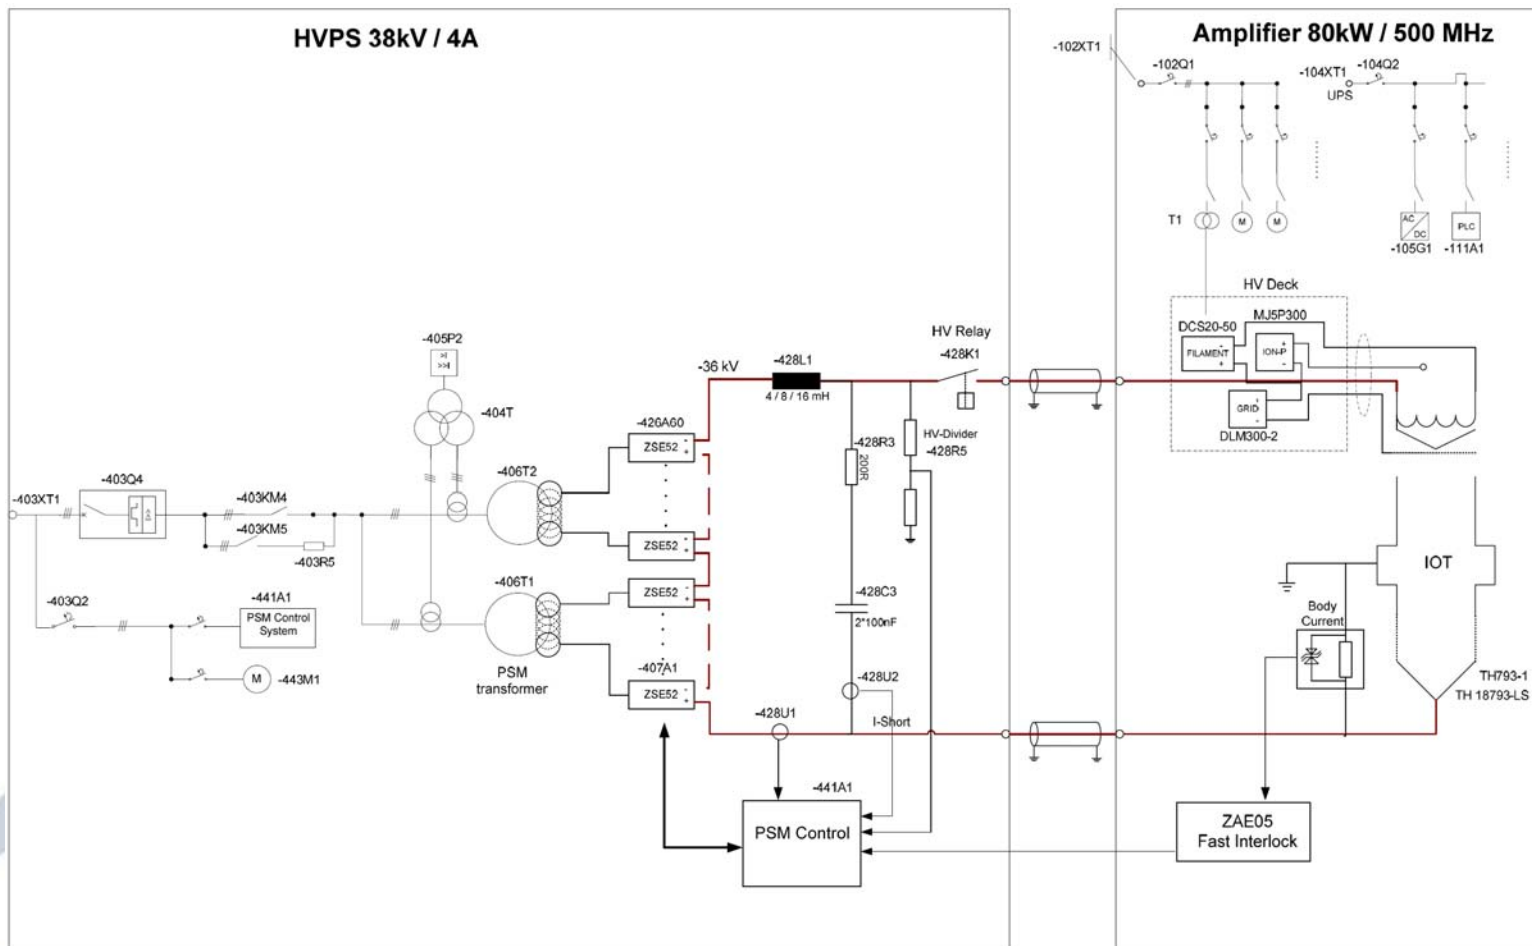 HVPS 38kV / 4A
Amplifier 80kW / 500 MHz
-102XT1
-102Q1
-104XT1
-104Q2
UPS
T1
M
M
AC
DC
PLC
-105G1
-111A1
HV Deck
DCS20-50
MJ5P300
FILAMENT
-
+
ION-P
+
-
GRID
+
-
DLM300-2
-405P2
>I
>>I
-404T
-36 kV
-428L1
4 / 8 / 16 mH
HV Relay
-428K1
-426A60
ZSE52
-
+
-428R3
200R
HV-Divider
-428R5
-403XT1
-403Q4
-403KM4
-403KM5
-403R5
-406T2
ZSE52
-
+
-406T1
ZSE52
-
+
IOT
-403Q2
-441A1
PSM Control
System
M
-443M1
PSM
transformer
-407A1
ZSE52
-
+
-428C3
2*100nF
-428U2
-428U1
I-Short
Body
Current
TH793-1
TH 18793-LS
-441A1
PSM Control
ZAE05
Fast Interlock